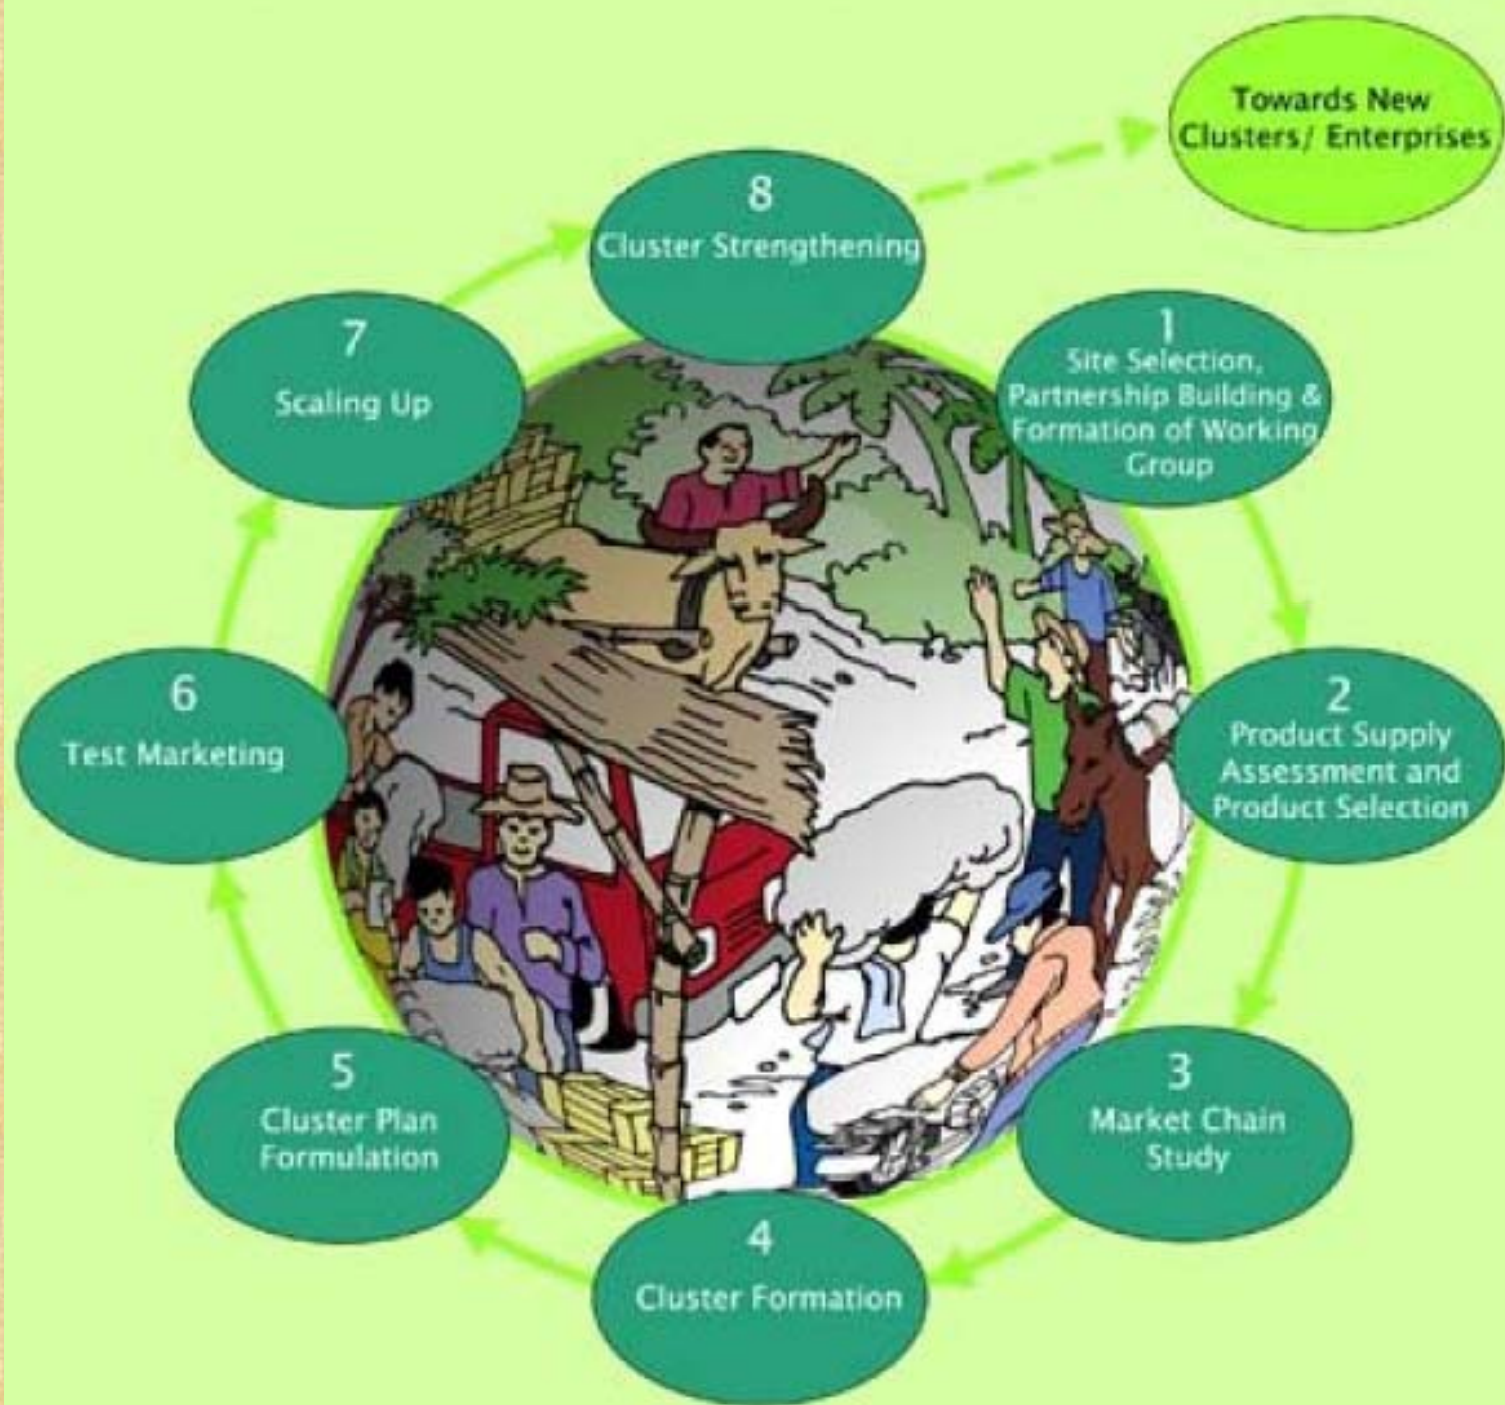 Towards New
Clusters/ Enterprises
8
Cluster Strengthening
1
Site Selection,
Partnership Building &
Formation of Working
Group
2
Product Supply
Assessment and
Product Selection
3
Market Chain
Study
4
Cluster Formation
5
Cluster Plan
Formulation
6
Test Marketing
7
Scaling Up